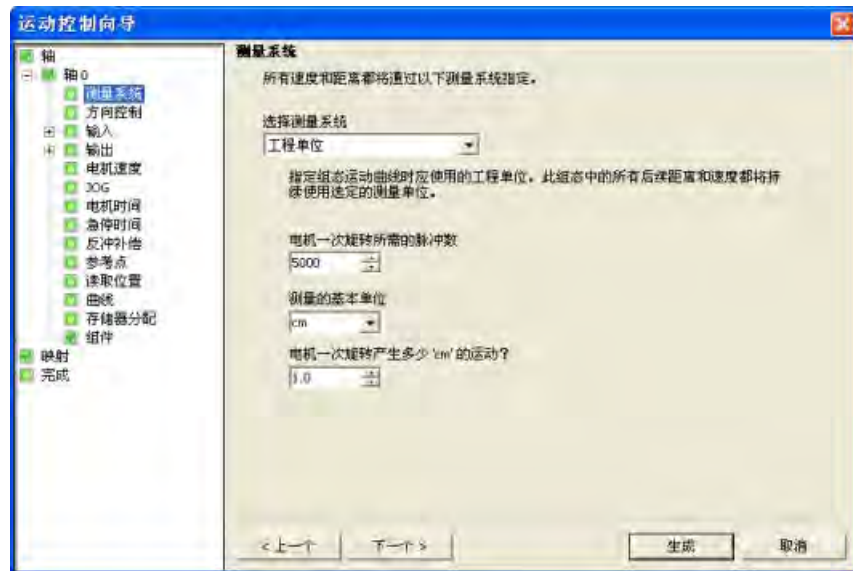 运动控制向导
轴
轴 0
测量系统
方向控制
输入
输出
电机速度
JOG
电机时间
急停时间
反冲补偿
参考点
读取位置
曲线
存储器分配
组件
映射
完成
测量系统
所有速度和距离都将通过以下测量系统指定。
选择测量系统
工程单位
指定组态运动曲线时应使用的工程单位。此组态中的所有后续距离和速度都将持
续使用选定的测量单位。
电机一次旋转所需的脉冲数
5000
测量的基本单位
cm
电机一次旋转产生多少 'cm' 的运动?
1.0
<上一个
下一个>
生成
取消